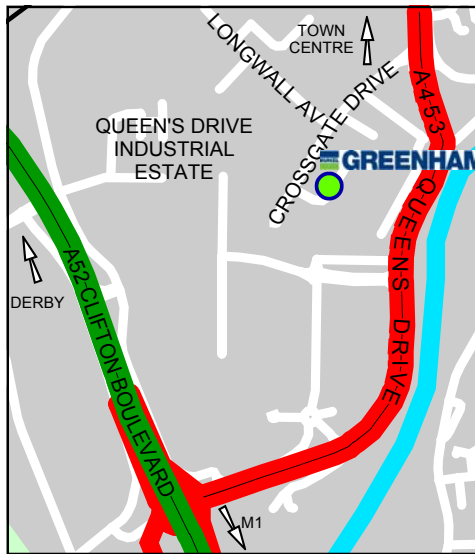 TOWN
CENTRE
LONGWALL AV
CROSSGATE DRIVE
A453 QUEENS DRIVE
QUEEN'S DRIVE
INDUSTRIAL
ESTATE
GREENHAM
A52 CLIFTON BOULEVARD
DERBY
M1